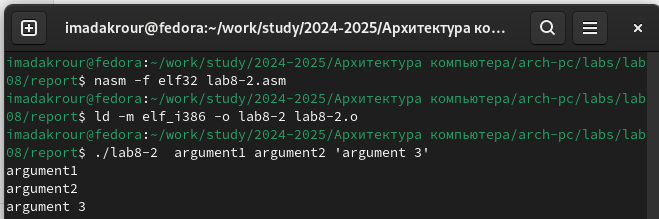 imadakrour@fedora:~/work/study/2024-2025/Архитектура ко...
imadakrour@fedora:~/work/study/2024-2025/Архитектура компьютера/arch-pc/labs/lab
08/report$ nasm -f elf32 lab8-2.asm
imadakrour@fedora:~/work/study/2024-2025/Архитектура компьютера/arch-pc/labs/lab
08/report$ ld -m elf_i386 -o lab8-2 lab8-2.o
imadakrour@fedora:~/work/study/2024-2025/Архитектура компьютера/arch-pc/labs/lab
08/report$ ./lab8-2  argument1 argument2 'argument 3'
argument1
argument2
argument 3